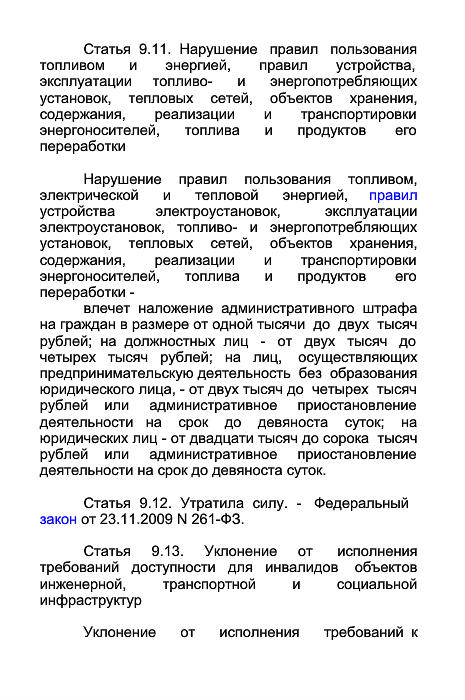 Статья 9.11. Нарушение правил пользования
топливом и энергией, правил устройства,
эксплуатации топливо- и энергопотребляющих
установок, тепловых сетей, объектов хранения,
содержания, реализации и транспортировки
энергоносителей, топлива и продуктов его
переработки
Нарушение правил пользования топливом,
электрической и тепловой энергией, правил
устройства электроустановок, эксплуатации
электроустановок, топливо- и энергопотребляющих
установок, тепловых сетей, объектов хранения,
содержания, реализации и транспортировки
энергоносителей, топлива и продуктов его
переработки -
влечет наложение административного штрафа
на граждан в размере от одной тысячи до двух тысяч
рублей; на должностных лиц - от двух тысяч до
четырех тысяч рублей; на лиц, осуществляющих
предпринимательскую деятельность без образования
юридического лица, - от двух тысяч до четырех тысяч
рублей или административное приостановление
деятельности на срок до девяноста суток; на
юридических лиц - от двадцати тысяч до сорока тысяч
рублей или административное приостановление
деятельности на срок до девяноста суток.
Статья 9.12. Утратила силу. - Федеральный
закон от 23.11.2009 N 261-ФЗ.
Статья 9.13. Уклонение от исполнения
требований доступности для инвалидов объектов
инженерной, транспортной и социальной
инфраструктур
Уклонение от исполнения требований к